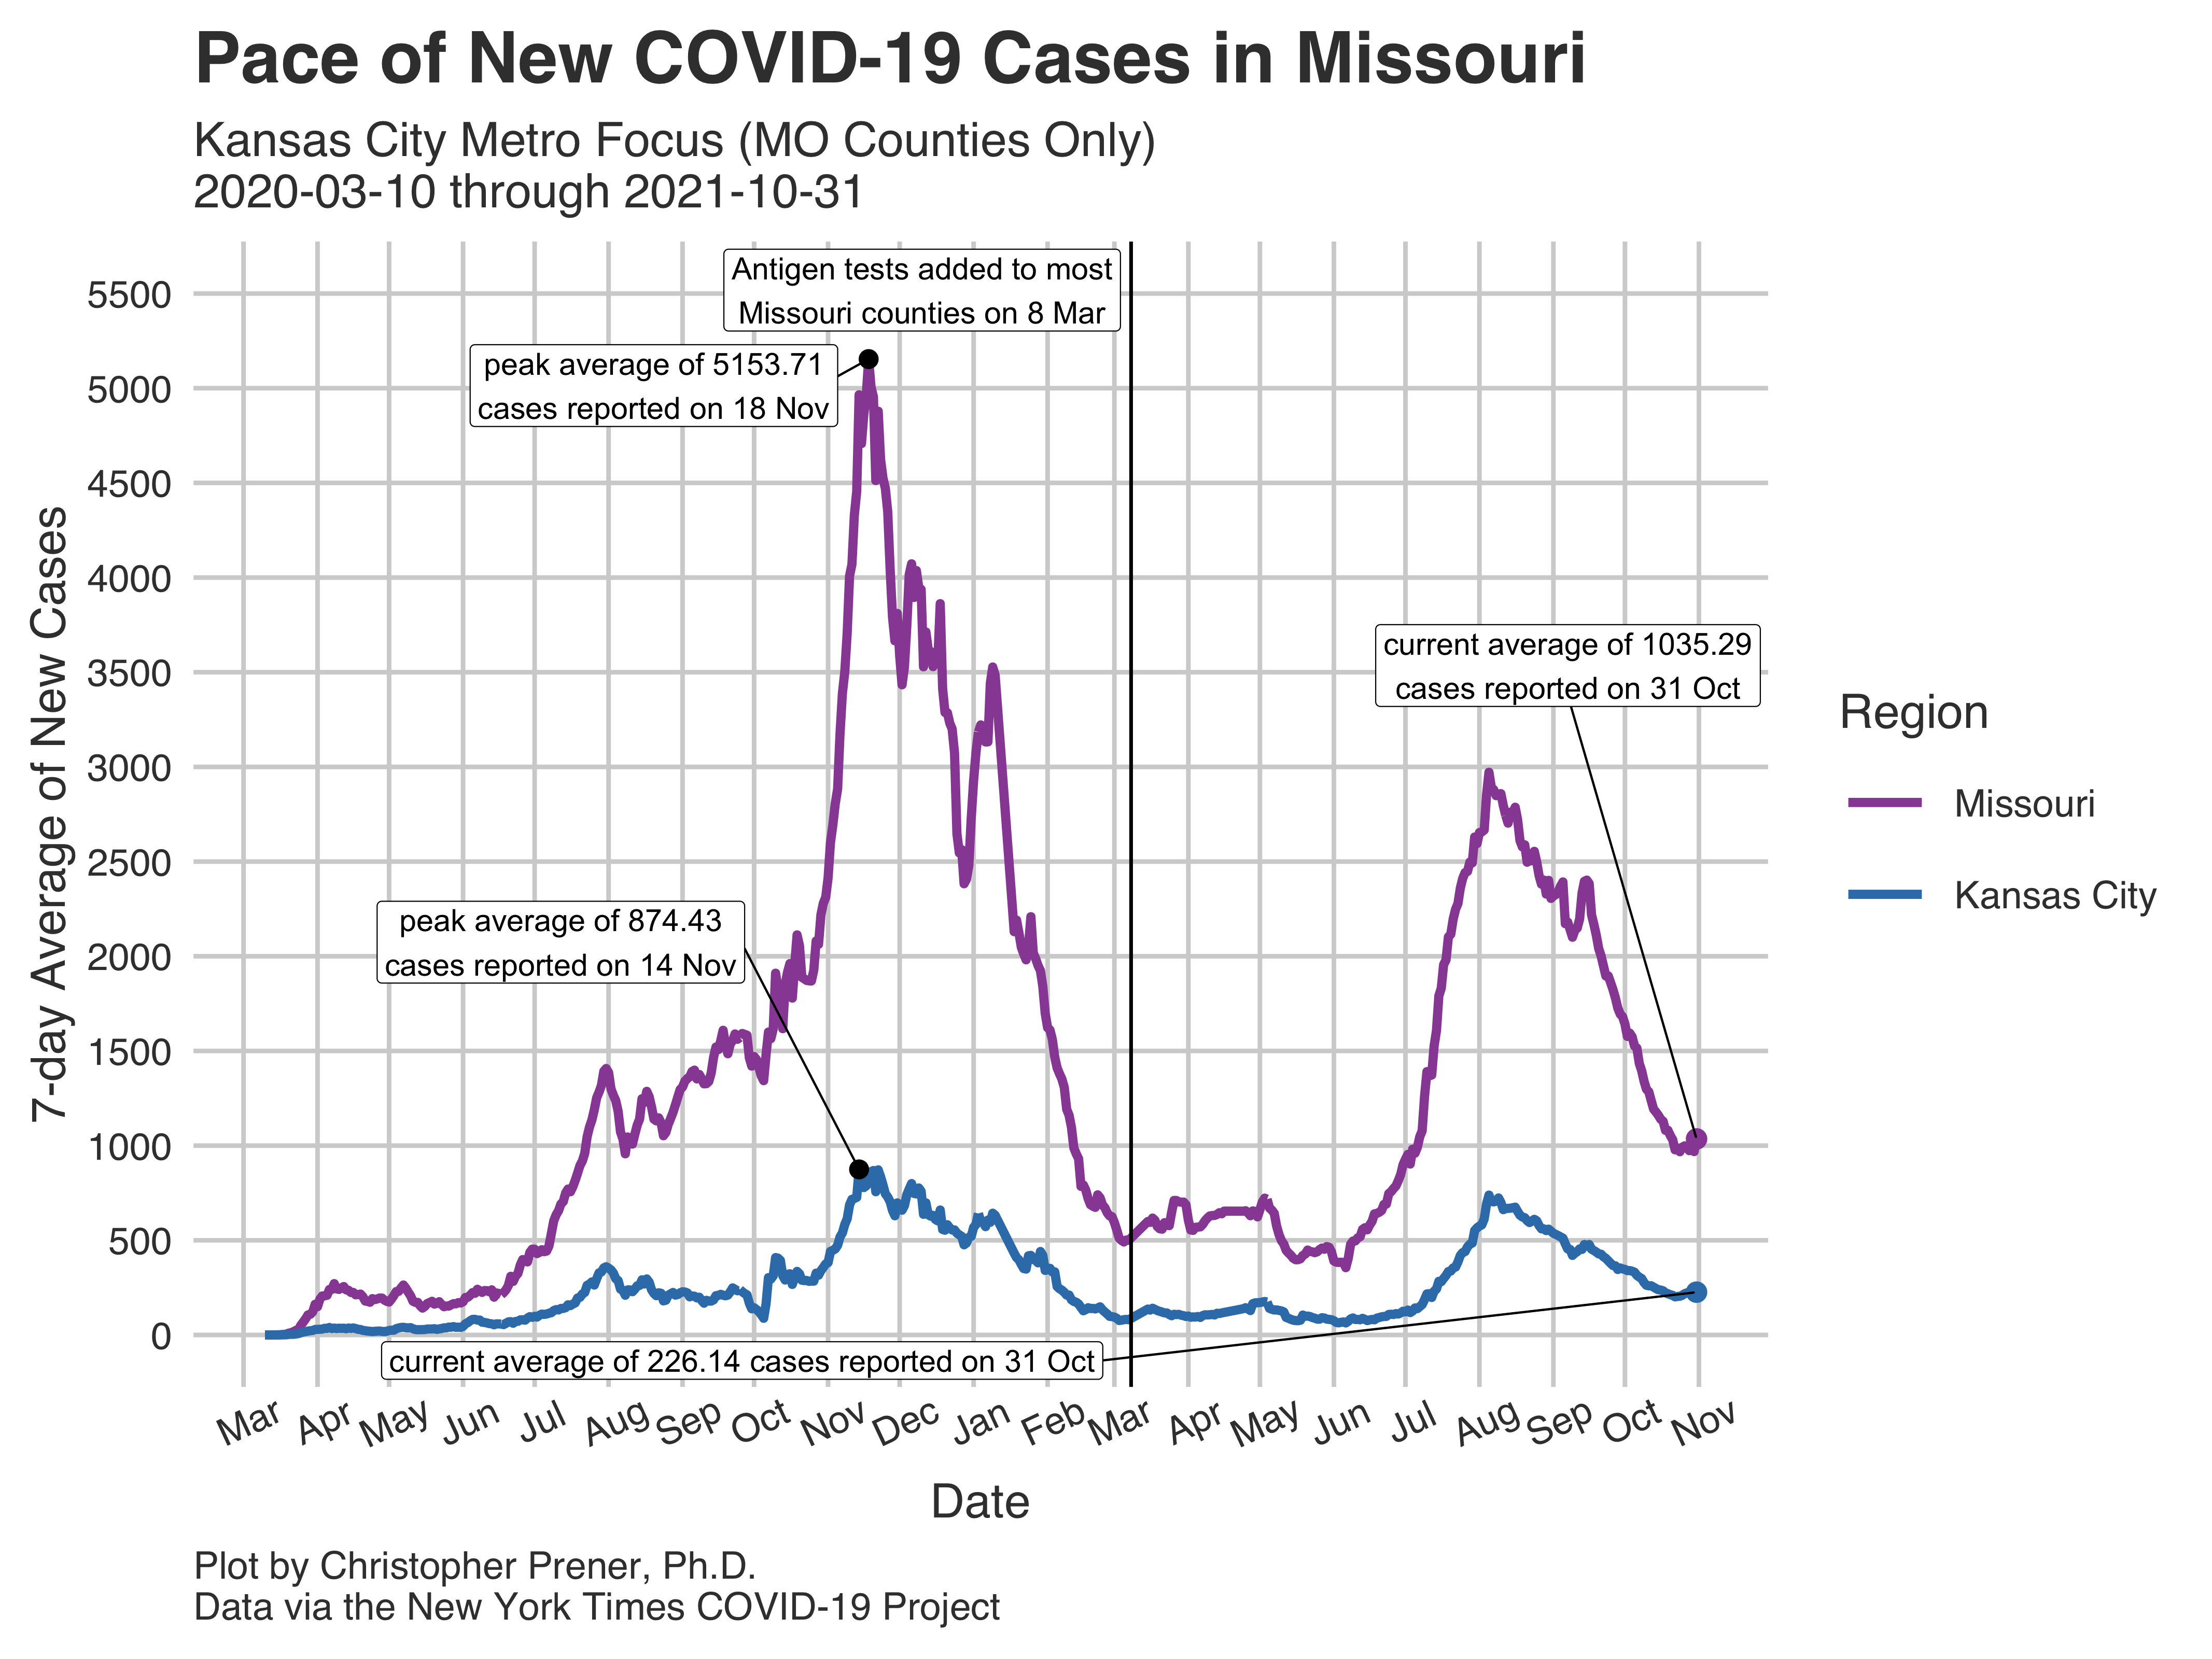 Pace of New COVID-19 Cases in Missouri
Kansas City Metro Focus (MO Counties Only)
2020-03-10 through 2021-10-31
Antigen tests added to most
Missouri counties on 8 Mar
peak average of 5153.71
cases reported on 18 Nov
current average of 1035.29
cases reported on 31 Oct
peak average of 874.43
cases reported on 14 Nov
current average of 226.14 cases reported on 31 Oct
7-day Average of New Cases
5500
5000
4500
4000
3500
3000
2500
2000
1500
1000
500
0
Mar Apr May Jun Jul Aug Sep Oct Nov Dec Jan Feb Mar Apr May Jun Jul Aug Sep Oct Nov
Date
Region
Missouri
Kansas City
Plot by Christopher Prener, Ph.D.
Data via the New York Times COVID-19 Project